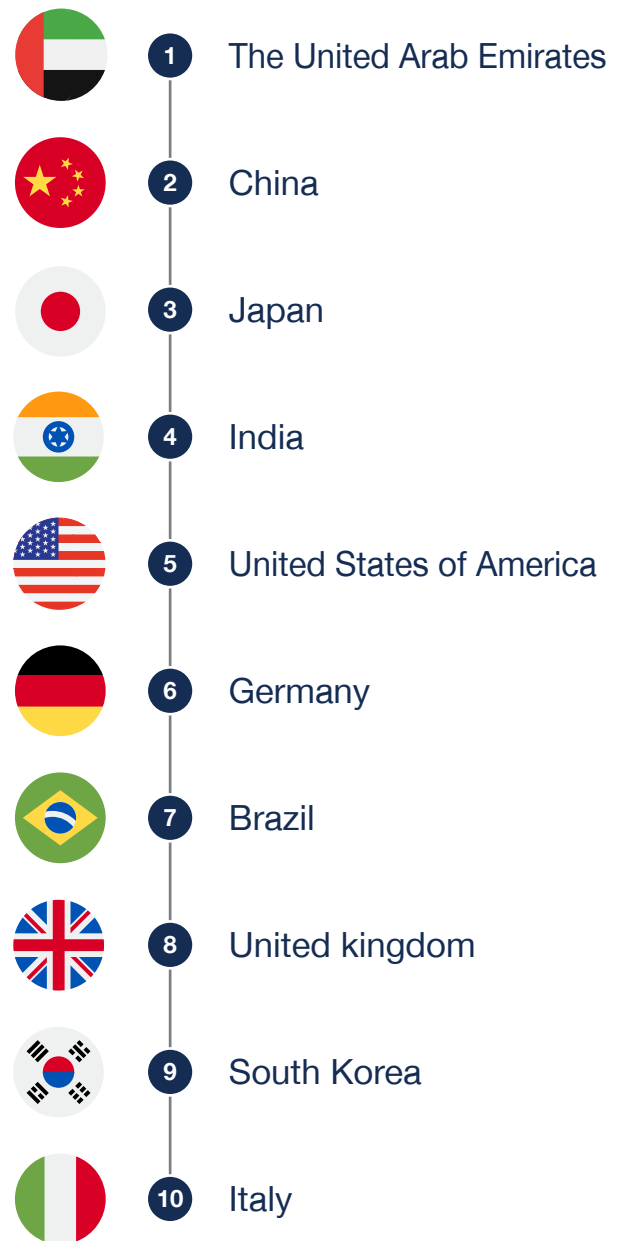 1 The United Arab Emirates
2 China
3 Japan
4 India
5 United States of America
6 Germany
7 Brazil
8 United kingdom
9 South Korea
10 Italy